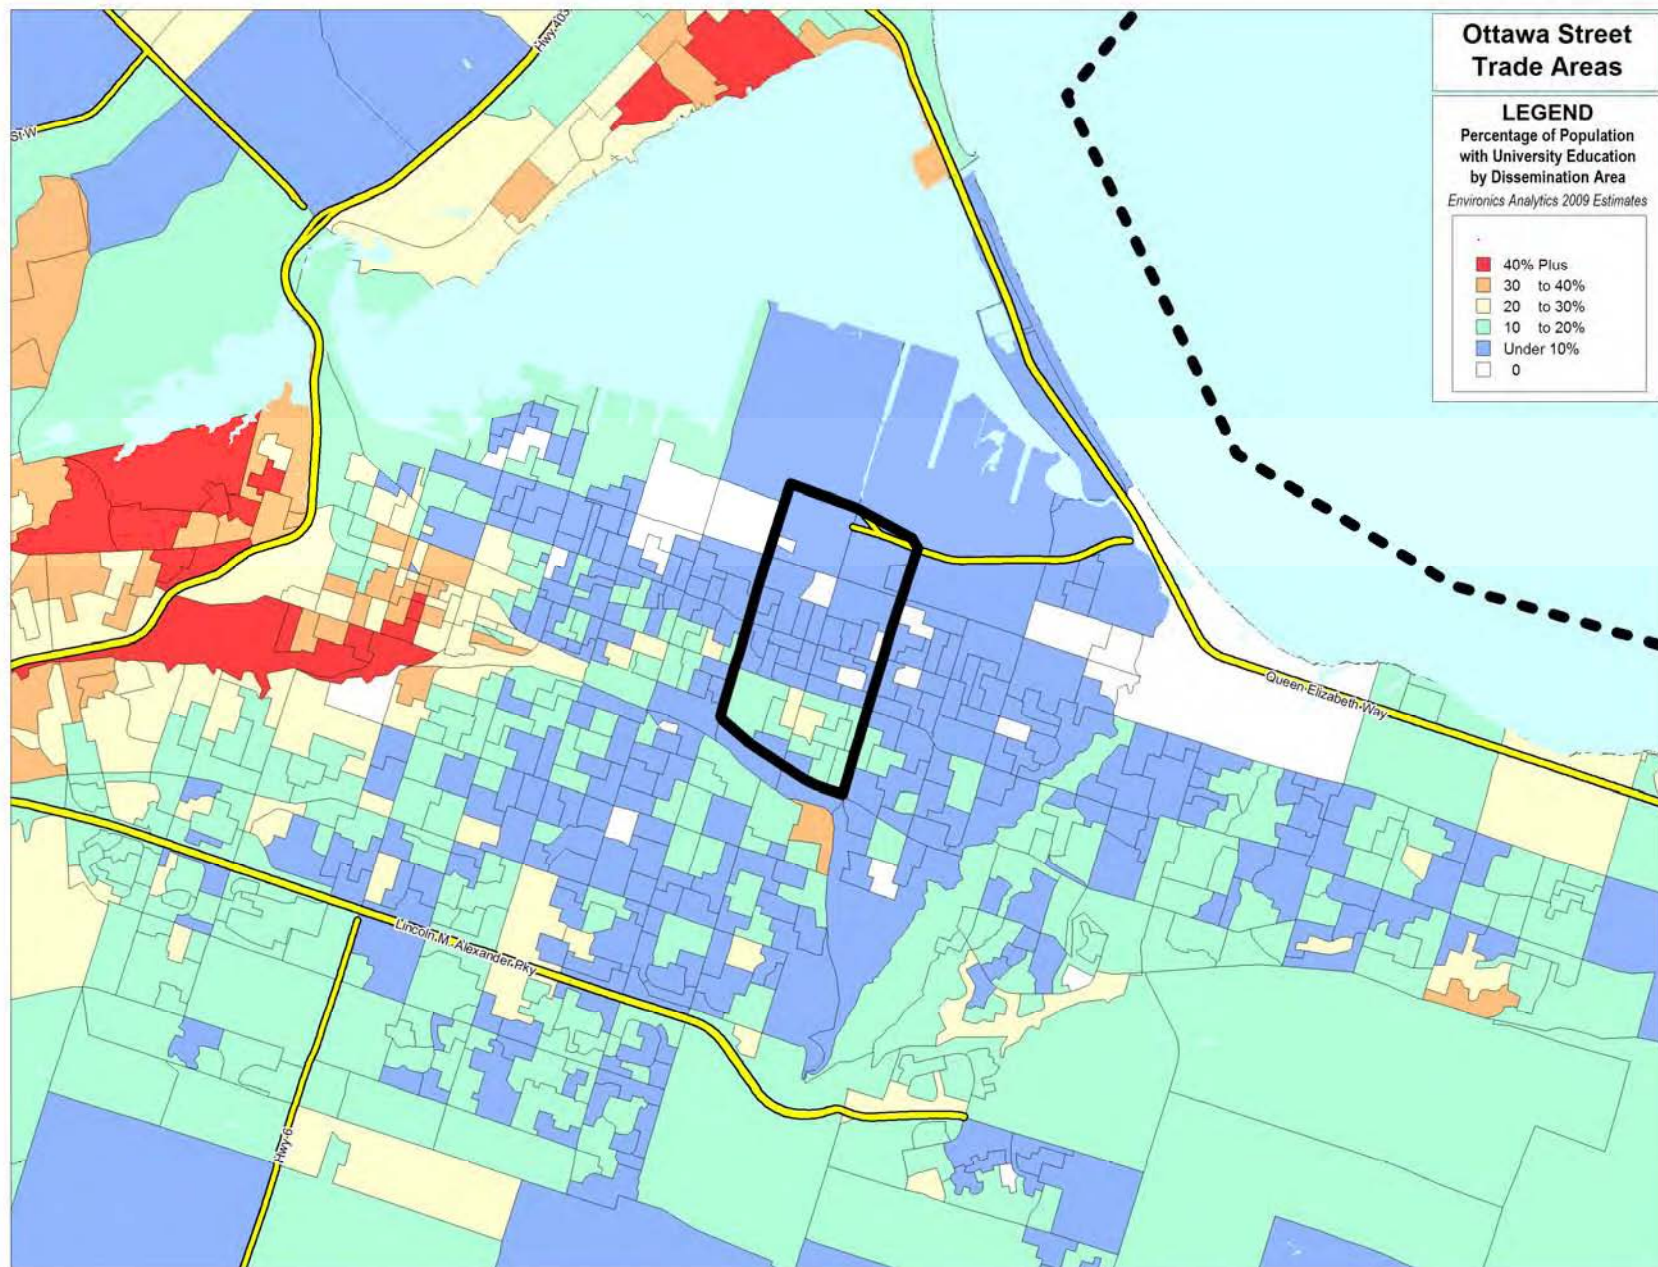 Ottawa Street
Trade Areas
LEGEND
Percentage of Population
with University Education
by Dissemination Area
Environics Analytics 2009 Estimates
40% Plus
30 to 40%
20 to 30%
10 to 20%
Under 10%
0
Hwy 403
St W
Queen Elizabeth Way
Lincoln M. Alexander Pky
Hwy 6